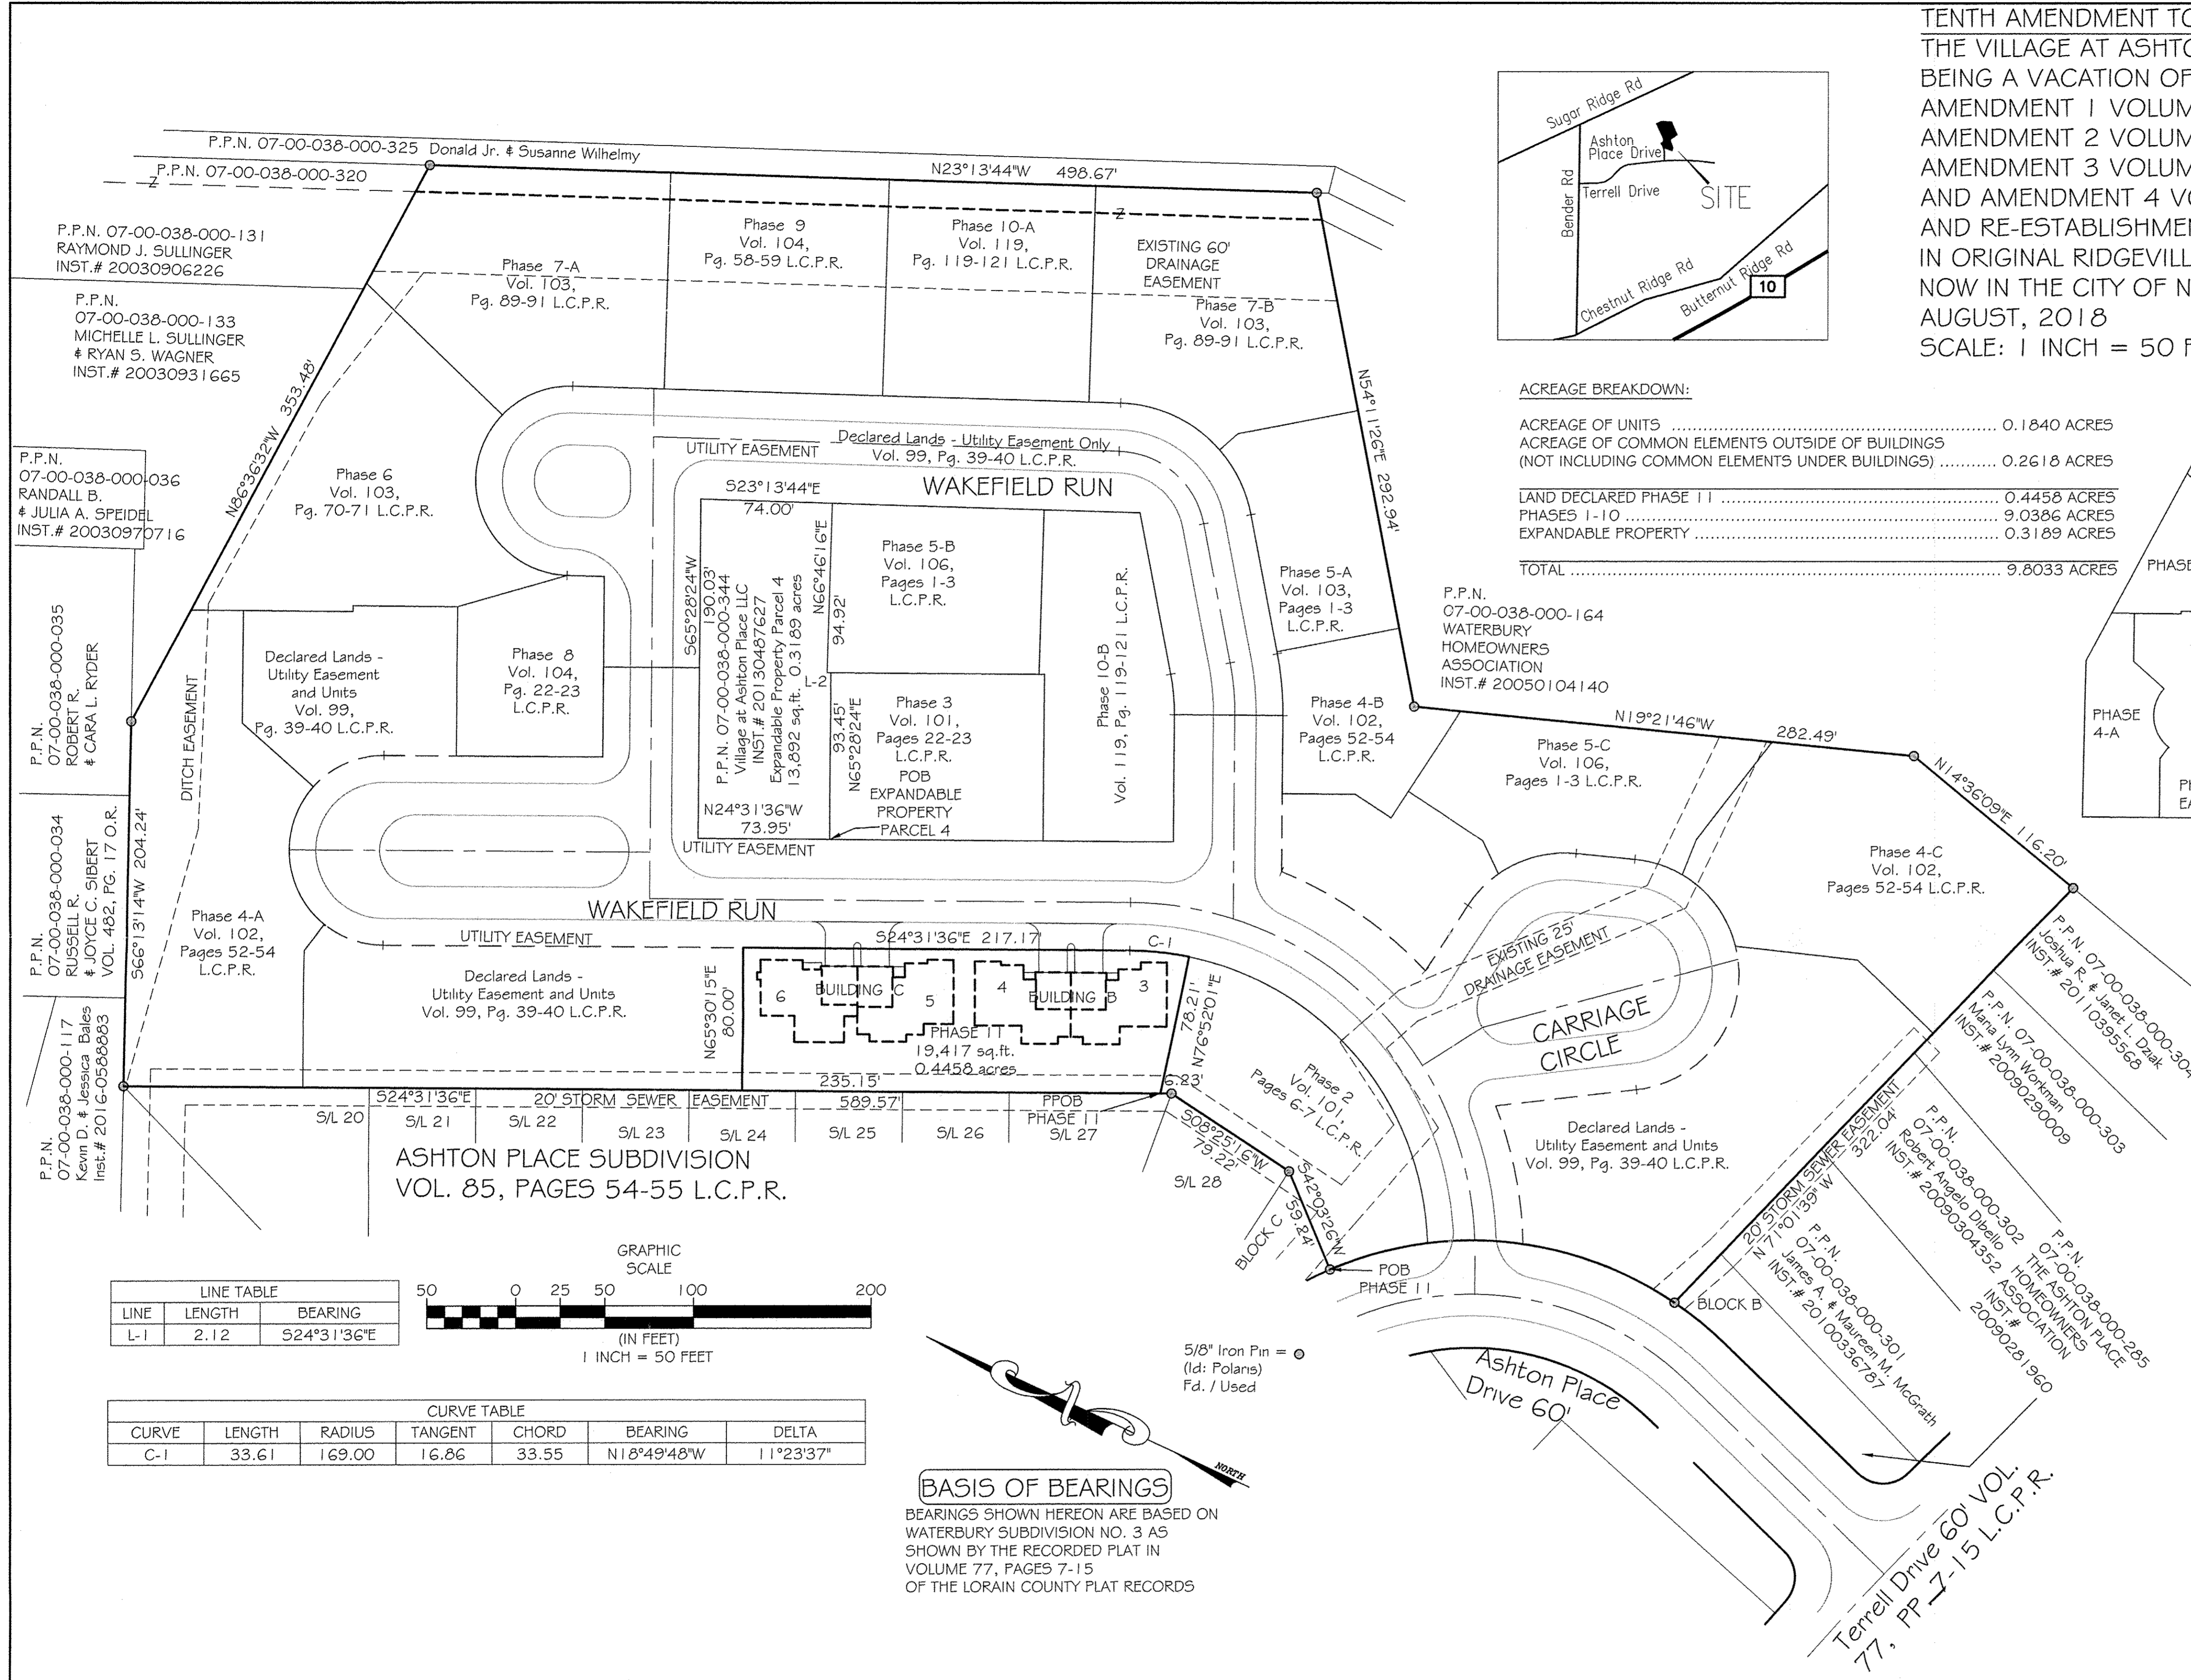 TENTH AMENDMENT TO
THE VILLAGE AT ASHTO
BEING A VACATION OF
AMENDMENT 1 VOLUM
AMENDMENT 2 VOLUM
AMENDMENT 3 VOLUM
AND AMENDMENT 4 VO
AND RE-ESTABLISHMEN
IN ORIGINAL RIDGEVILL
NOW IN THE CITY OF N
AUGUST, 2018
SCALE: 1 INCH = 50 F
Sugar Ridge Rd
Ashton
Place Drive
Terrell Drive
SITE
Bender Rd
Chestnut Ridge Rd
Butternut Ridge Rd
10
ACREAGE BREAKDOWN:
ACREAGE OF UNITS ........ 0.1840 ACRES
ACREAGE OF COMMON ELEMENTS OUTSIDE OF BUILDINGS
(NOT INCLUDING COMMON ELEMENTS UNDER BUILDINGS) ........ 0.2618 ACRES
LAND DECLARED PHASE 11 ........ 0.4458 ACRES
PHASES 1-10 ........ 9.0386 ACRES
EXPANDABLE PROPERTY ........ 0.3189 ACRES
TOTAL ........ 9.8033 ACRES
PHASE
PHASE
4-A
P.P.N. 07-00-038-000-325 Donald Jr. & Susanne Wilhelmy
P.P.N. 07-00-038-000-320
Z
N23°13'44"W 498.67'
Z
P.P.N. 07-00-038-000-131
RAYMOND J. SULLINGER
INST.# 20030906226
P.P.N.
07-00-038-000-133
MICHELLE L. SULLINGER
& RYAN S. WAGNER
INST.# 20030931665
P.P.N.
07-00-038-000-036
RANDALL B.
& JULIA A. SPEIDEL
INST.# 20030970716
P.P.N.
07-00-038-000-035
ROBERT R.
& CARA L. RYDER
P.P.N.
07-00-038-000-034
RUSSELL R.
& JOYCE C. SIBERT
VOL. 482, PG. 17 O.R.
P.P.N.
07-00-038-000-117
Kevin D. & Jessica Bales
Inst.# 2016-0588883
N86°36'32"W 353.48'
S66°13'14"W 204.24'
DITCH EASEMENT
Phase 7-A
Vol. 103,
Pg. 89-91 L.C.P.R.
Phase 9
Vol. 104,
Pg. 58-59 L.C.P.R.
Phase 10-A
Vol. 119,
Pg. 119-121 L.C.P.R.
EXISTING 60'
DRAINAGE
EASEMENT
Phase 7-B
Vol. 103,
Pg. 89-91 L.C.P.R.
N54°11'26"E 292.94'
Phase 6
Vol. 103,
Pg. 70-71 L.C.P.R.
Declared Lands - Utility Easement Only
UTILITY EASEMENT
Vol. 99, Pg. 39-40 L.C.P.R.
WAKEFIELD RUN
S23°13'44"E
74.00'
S65°28'24"W
190.03'
P.P.N. 07-00-038-000-344
Village at Ashton Place LLC
INST.# 20130487627
Expandable Property Parcel 4
13,892 sq.ft. 0.3189 acres
N66°46'16"E
94.92'
L-2
93.45'
N65°28'24"E
N24°31'36"W
73.95'
Phase 5-B
Vol. 106,
Pages 1-3
L.C.P.R.
Phase 3
Vol. 101,
Pages 22-23
L.C.P.R.
POB
EXPANDABLE
PROPERTY
PARCEL 4
UTILITY EASEMENT
Phase 10-B
Vol. 119, Pg. 119-121 L.C.P.R.
Phase 5-A
Vol. 103,
Pages 1-3
L.C.P.R.
Phase 4-B
Vol. 102,
Pages 52-54
L.C.P.R.
P.P.N.
07-00-038-000-164
WATERBURY
HOMEOWNERS
ASSOCIATION
INST.# 20050104140
N19°21'46"W 282.49'
Phase 5-C
Vol. 106,
Pages 1-3 L.C.P.R.
N14°36'09"E 116.20'
Phase 4-C
Vol. 102,
Pages 52-54 L.C.P.R.
Declared Lands -
Utility Easement
and Units
Vol. 99,
Pg. 39-40 L.C.P.R.
Phase 8
Vol. 104,
Pg. 22-23
L.C.P.R.
Phase 4-A
Vol. 102,
Pages 52-54
L.C.P.R.
WAKEFIELD RUN
UTILITY EASEMENT
Declared Lands -
Utility Easement and Units
Vol. 99, Pg. 39-40 L.C.P.R.
S24°31'36"E 217.17'
C-1
N65°30'15"E
80.00'
6
BUILDING C
5
4
BUILDING B
3
PHASE 11
19,417 sq.ft.
0.4458 acres
78.21'
N76°52'01"E
235.15'
6.23'
S24°31'36"E
20' STORM SEWER EASEMENT
589.57'
PPOB
PHASE 11
S/L 20
S/L 21
S/L 22
S/L 23
S/L 24
S/L 25
S/L 26
S/L 27
S/L 28
ASHTON PLACE SUBDIVISION
VOL. 85, PAGES 54-55 L.C.P.R.
S08°25'16"W
79.22'
S42°03'26"W
59.24'
BLOCK C
Phase 2
Vol. 101,
Pages 6-7 L.C.P.R.
EXISTING 25'
DRAINAGE EASEMENT
CARRIAGE
CIRCLE
Declared Lands -
Utility Easement and Units
Vol. 99, Pg. 39-40 L.C.P.R.
POB
PHASE 11
BLOCK B
20' STORM SEWER EASEMENT
322.04'
N 71°01'39" W
P.P.N. 07-00-038-000-304
Joshua R. & Janet L. Dziak
INST.# 20110395568
P.P.N. 07-00-038-000-303
Maria Lynn Workman
INST.# 20090290009
P.P.N.
07-00-038-000-302
Robert Angelo Dibello
INST.# 20090304352
P.P.N.
07-00-038-000-301
James A. & Maureen M. McGrath
INST.# 20100336787
P.P.N.
07-00-038-000-285
THE ASHTON PLACE
HOMEOWNERS
ASSOCIATION
INST.#
20090281960
Ashton Place
Drive 60'
Terrell Drive 60' VOL.
77, PP 7-15 L.C.P.R.
GRAPHIC
SCALE
50 0 25 50 100 200
(IN FEET)
1 INCH = 50 FEET
LINE TABLE
LINE LENGTH BEARING
L-1 2.12 S24°31'36"E
CURVE TABLE
CURVE LENGTH RADIUS TANGENT CHORD BEARING DELTA
C-1 33.61 169.00 16.86 33.55 N18°49'48"W 11°23'37"
NORTH
5/8" Iron Pin =
(Id: Polaris)
Fd. / Used
BASIS OF BEARINGS
BEARINGS SHOWN HEREON ARE BASED ON
WATERBURY SUBDIVISION NO. 3 AS
SHOWN BY THE RECORDED PLAT IN
VOLUME 77, PAGES 7-15
OF THE LORAIN COUNTY PLAT RECORDS